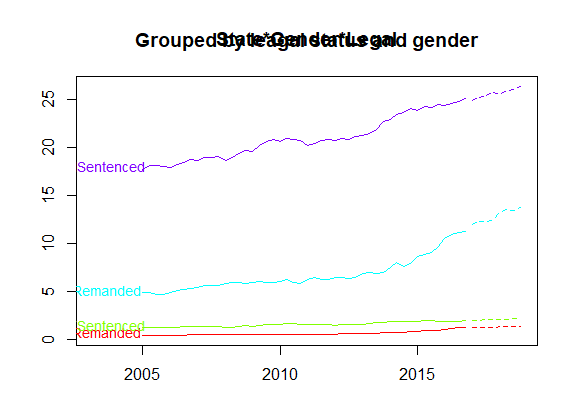 State*Gender*Legal
Grouped by leagal status and gender
25
20
15
10
5
0
Sentenced
Remanded
Sentenced
Remanded
2005
2010
2015